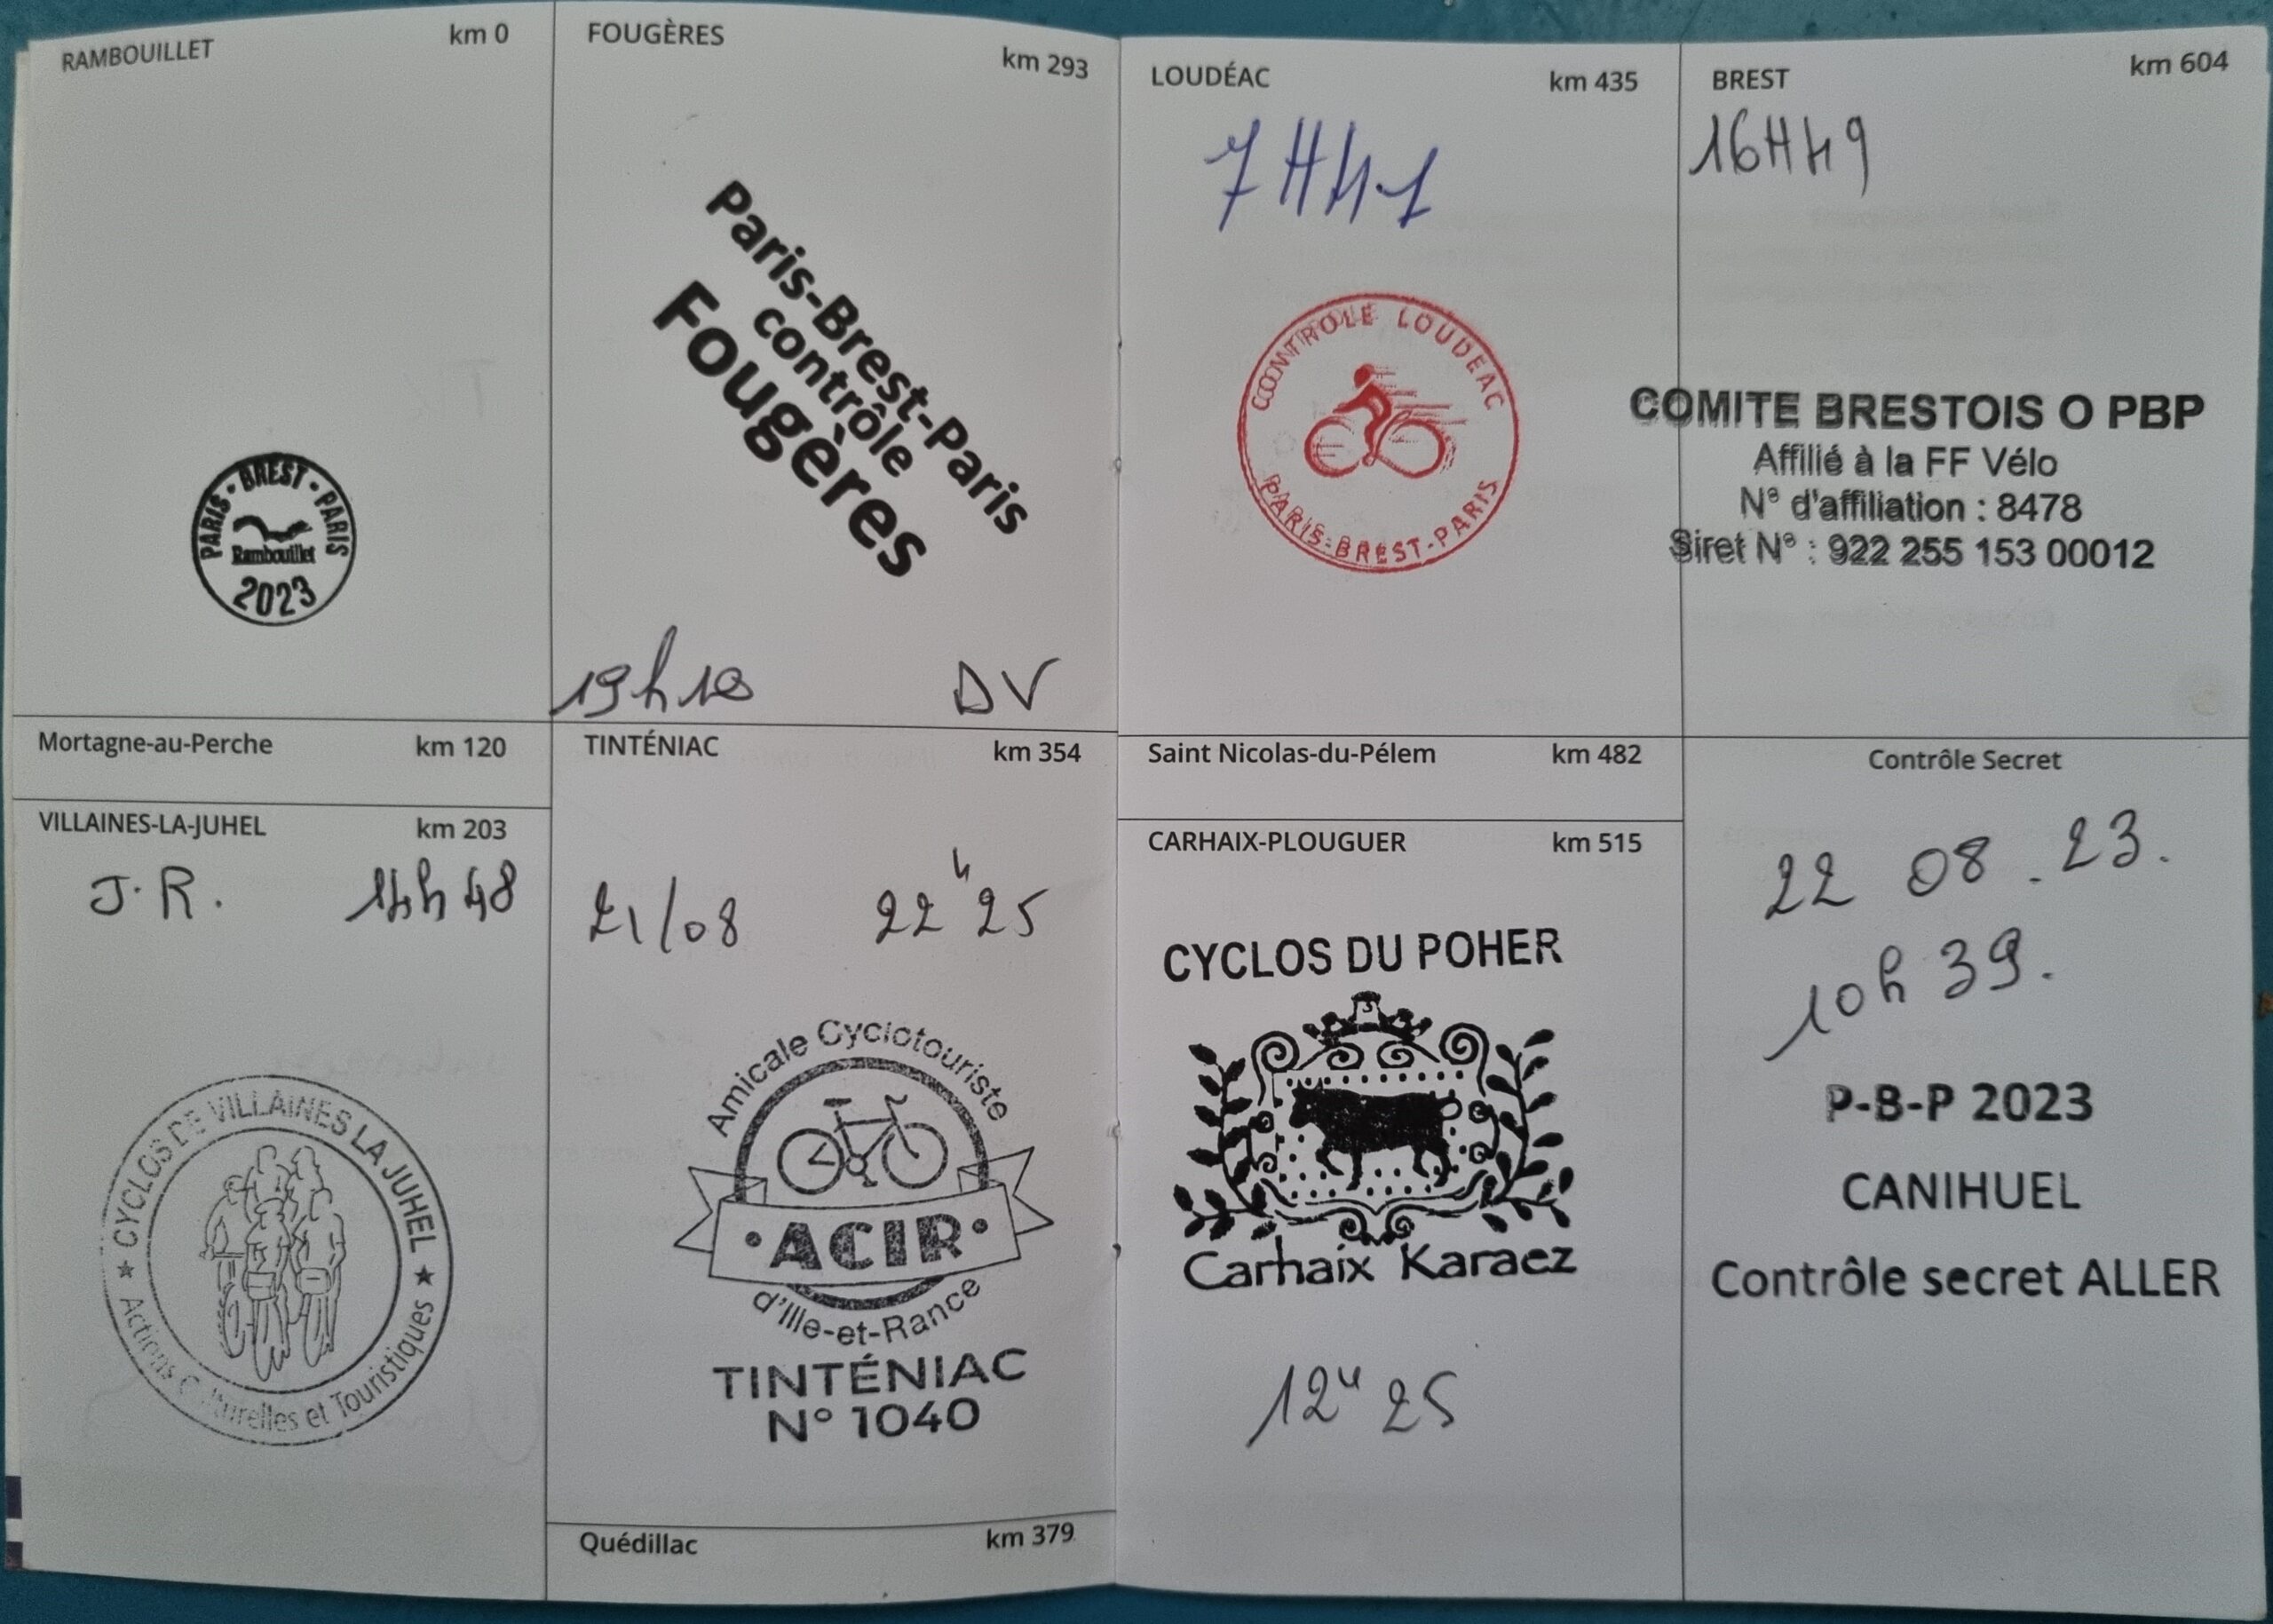 RAMBOUILLET km 0
PARIS · BREST · PARIS
Rambouillet
2023
Mortagne-au-Perche km 120
VILLAINES-LA-JUHEL km 203
J.R. 14h48
CYCLOS DE VILLAINES LA JUHEL
★ ★
Actions Culturelles et Touristiques
FOUGÈRES km 293
Paris-Brest-Paris
contrôle
Fougères
DV
TINTÉNIAC km 354
21/08 22h25
Amicale Cyclotouriste
· ACIR ·
d'Ille-et-Rance
TINTÉNIAC
N° 1040
Quédillac km 379
LOUDÉAC km 435
7H41
CONTROLE LOUDEAC
PARIS-BREST-PARIS
Saint Nicolas-du-Pélem km 482
CARHAIX-PLOUGUER km 515
CYCLOS DU POHER
Carhaix Karaez
12H25
BREST km 604
16H49
COMITE BRESTOIS O PBP
Affilié à la FF Vélo
N° d'affiliation : 8478
Siret N° : 922 255 153 00012
Contrôle Secret
22 08 . 23.
10h39.
P-B-P 2023
CANIHUEL
Contrôle secret ALLER